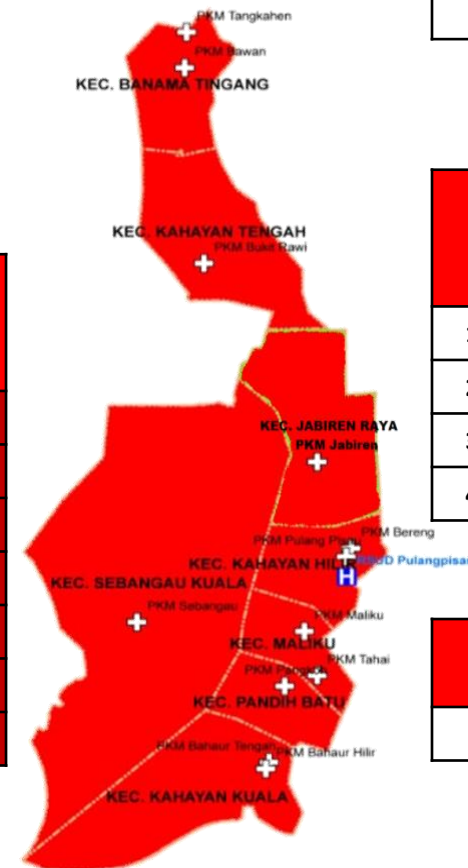 PKM Tangkahen
PKM Bawan
KEC. BANAMA TINGANG
KEC. KAHAYAN TENGAH
PKM Bukit Rawi
KEC. JABIREN RAYA
PKM Jabiren
PKM Bereng
PKM Pulang Pisau
KEC. KAHAYAN HILIR
RSUD Pulangpisau
H
KEC. SEBANGAU KUALA
PKM Sebangau
PKM Maliku
KEC. MALIKU
PKM Tahai
PKM Pangkoh
KEC. PANDIH BATU
PKM Bahaur Tengah
PKM Bahaur Hilir
KEC. KAHAYAN KUALA